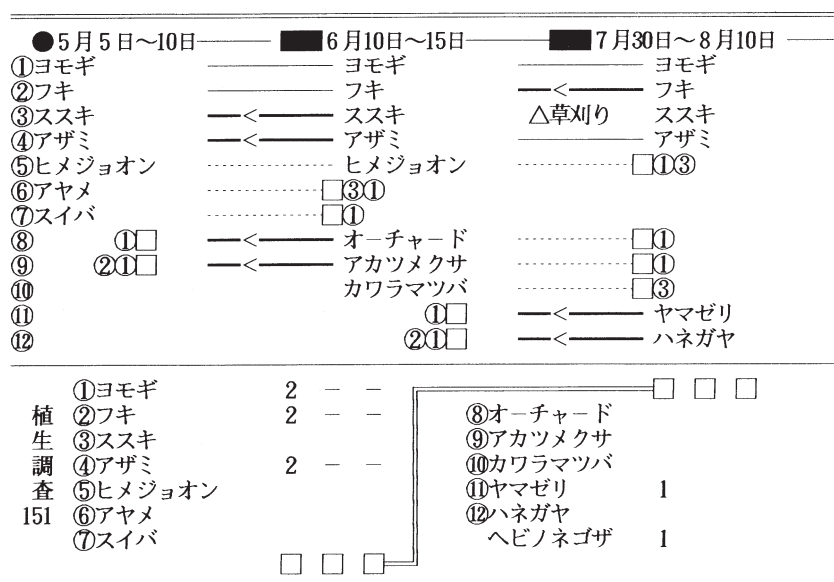 ●5月5日～10日 ■6月10日～15日 ■7月30日～8月10日
①ヨモギ ヨモギ ヨモギ
②フキ フキ < フキ
③ススキ < ススキ △草刈り ススキ
④アザミ < アザミ アザミ
⑤ヒメジョオン ヒメジョオン □①③
⑥アヤメ □③①
⑦スイバ □①
⑧ ①□ < オーチャード □①
⑨ ②①□ < アカツメクサ □①
⑩ カワラマツバ □③
⑪ ①□ < ヤマゼリ
⑫ ②①□ < ハネガヤ
植生調査151
①ヨモギ 2 − −
②フキ 2 − −
③ススキ
④アザミ 2 − −
⑤ヒメジョオン
⑥アヤメ
⑦スイバ
□ □ □
□ □ □
⑧オーチャード
⑨アカツメクサ
⑩カワラマツバ
⑪ヤマゼリ 1
⑫ハネガヤ
ヘビノネゴザ 1